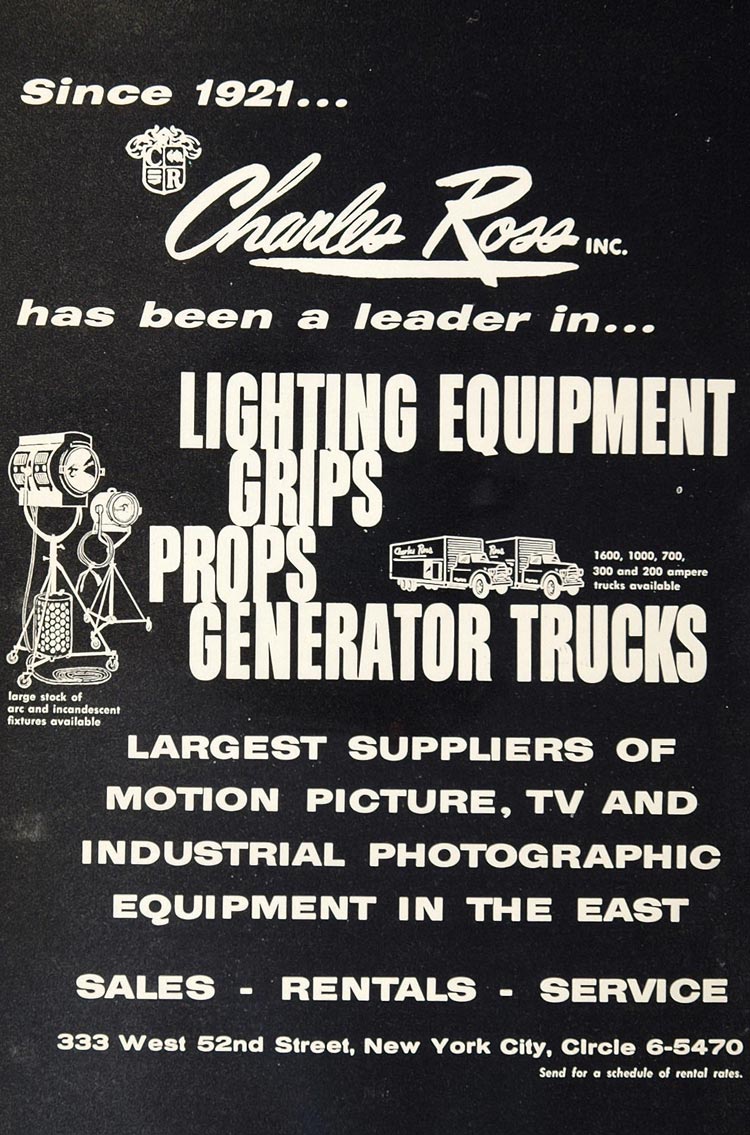 Since 1921...
C R
Charles Ross INC.
has been a leader in...
LIGHTING EQUIPMENT
GRIPS
PROPS
Charles Ross
Ross
1600, 1000, 700,
300 and 200 ampere
trucks available
GENERATOR TRUCKS
large stock of
arc and incandescent
fixtures available
LARGEST SUPPLIERS OF
MOTION PICTURE, TV AND
INDUSTRIAL PHOTOGRAPHIC
EQUIPMENT IN THE EAST
SALES - RENTALS - SERVICE
333 West 52nd Street, New York City, Circle 6-5470
Send for a schedule of rental rates.